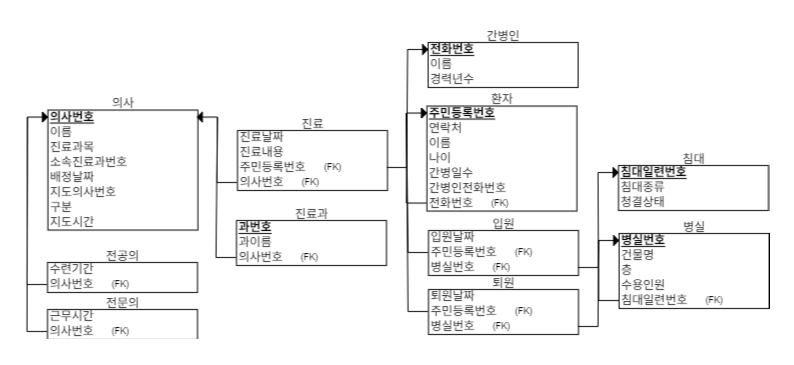 의사
의사번호
이름
진료과목
소속진료과번호
배정날짜
지도의사번호
구분
지도시간
전공의
수련기간
의사번호 (FK)
전문의
근무시간
의사번호 (FK)
진료
진료날짜
진료내용
주민등록번호 (FK)
의사번호 (FK)
진료과
과번호
과이름
의사번호 (FK)
간병인
전화번호
이름
경력년수
환자
주민등록번호
연락처
이름
나이
간병일수
간병인전화번호
전화번호 (FK)
입원
입원날짜
주민등록번호 (FK)
병실번호 (FK)
퇴원
퇴원날짜
주민등록번호 (FK)
병실번호 (FK)
침대
침대일련번호
침대종류
청결상태
병실
병실번호
건물명
층
수용인원
침대일련번호 (FK)